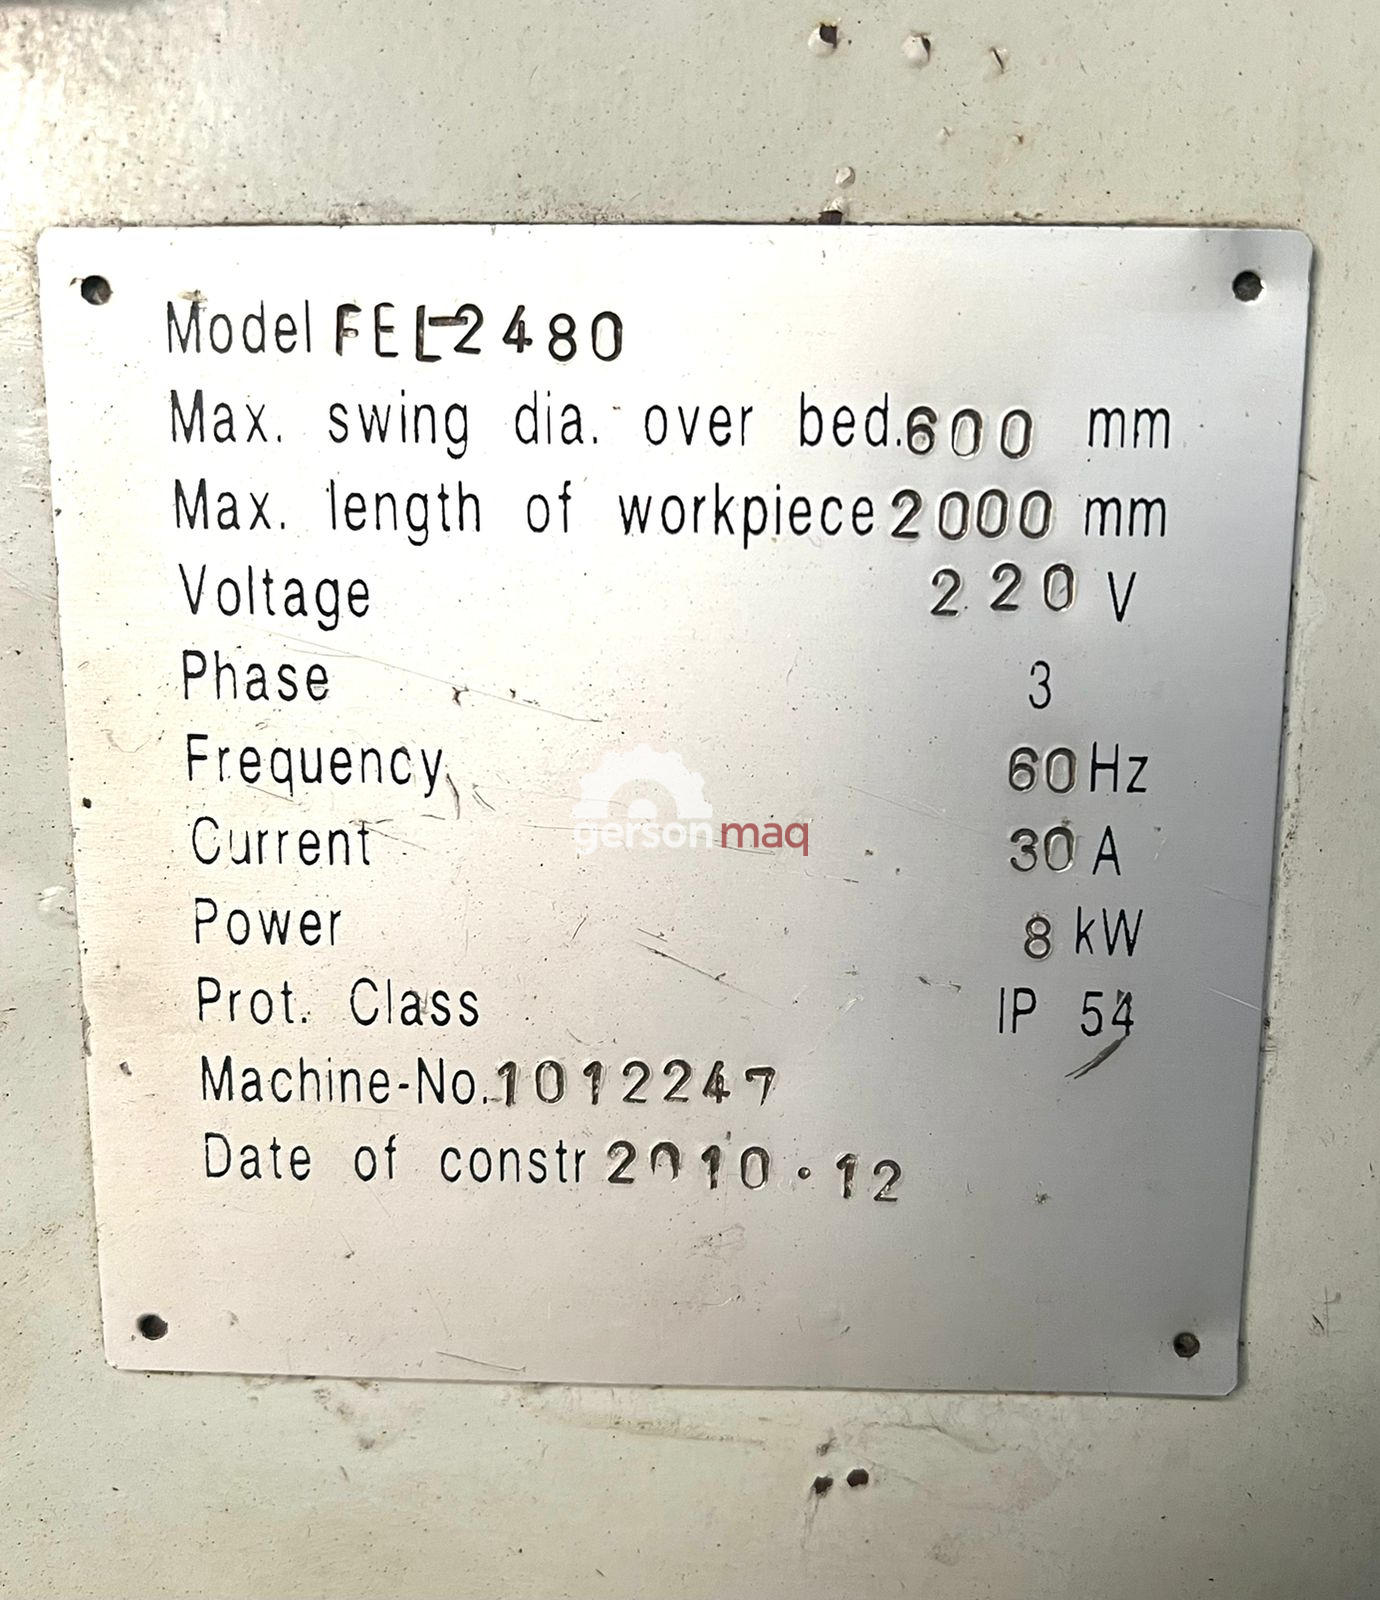 Model FEL-2480
Max. swing dia. over bed. 600 mm
Max. length of workpiece 2000 mm
Voltage 220 V
Phase 3
Frequency 60 Hz
gersonmaq
Current 30 A
Power 8 kW
Prot. Class IP 54
Machine-No. 1012247
Date of constr 2010.12